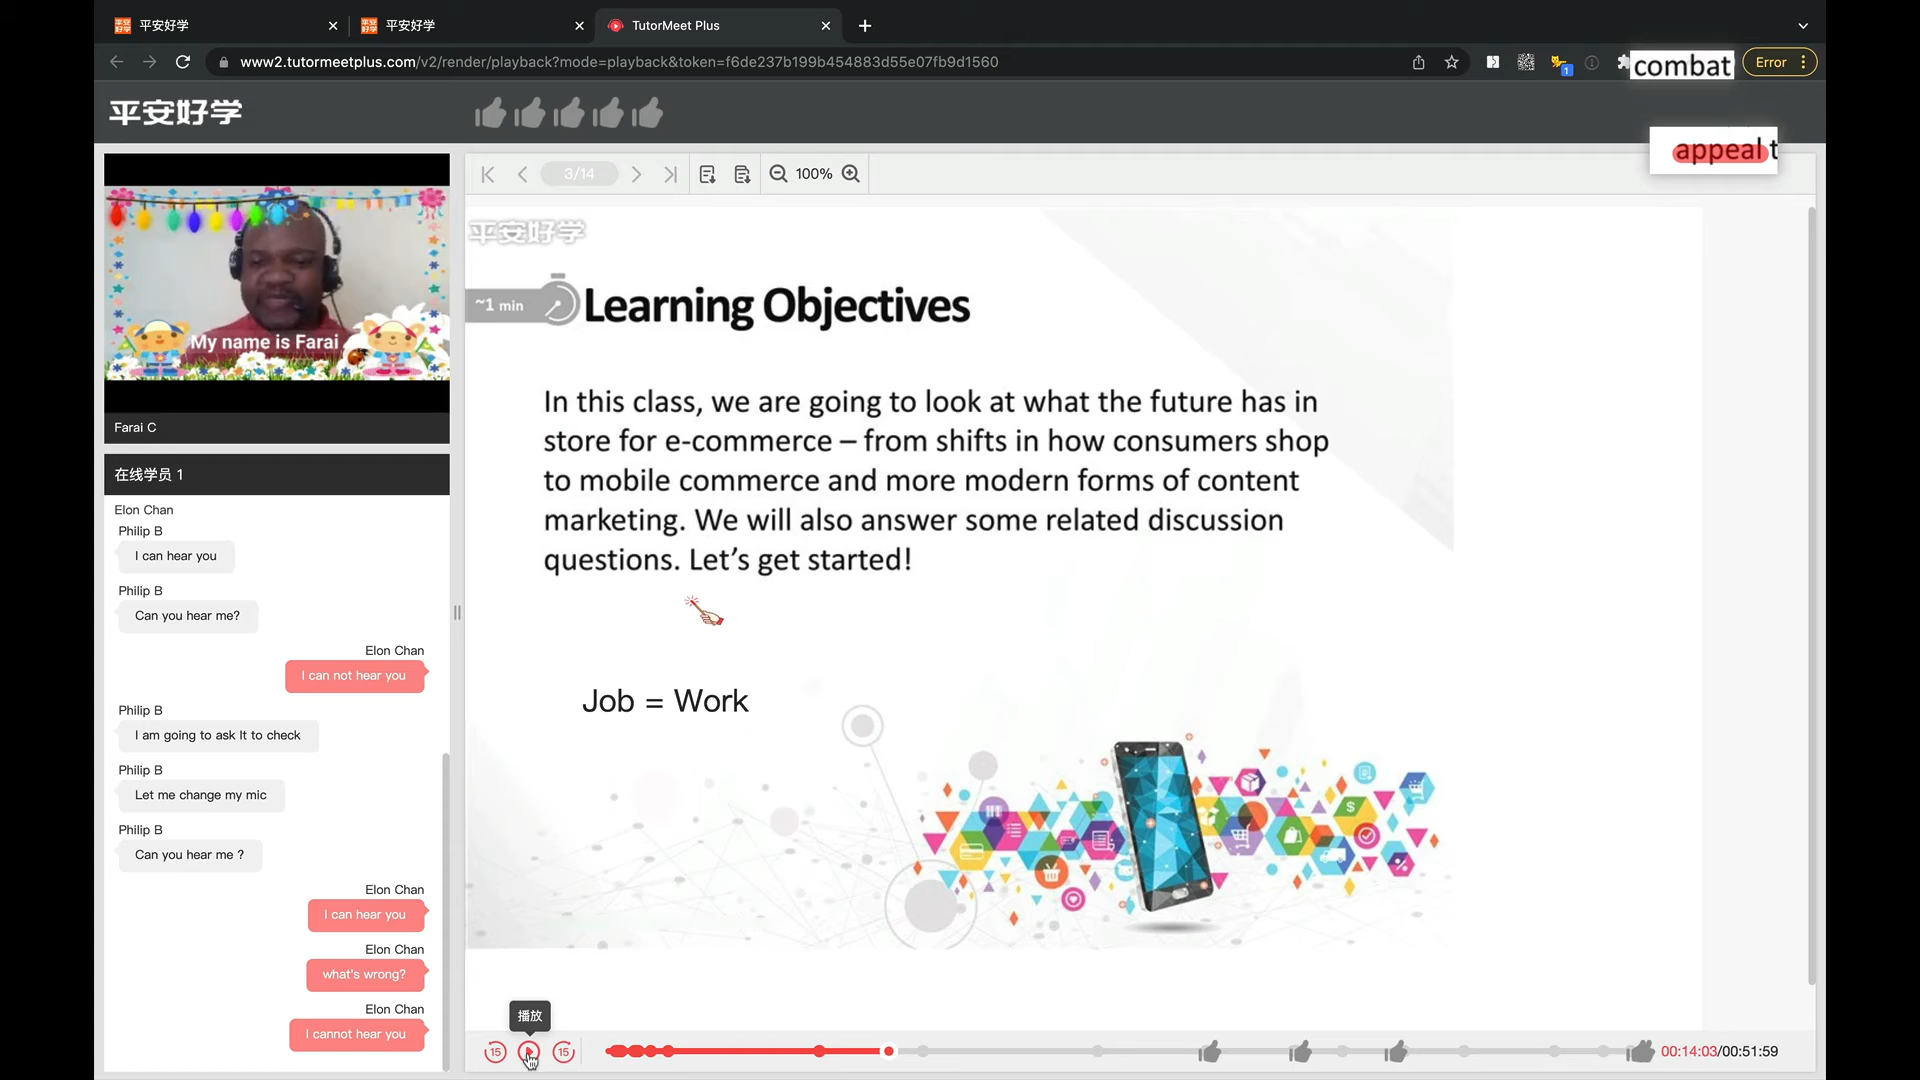 平安好学
平安好学
TutorMeet Plus
www2.tutormeetplus.com/v2/render/playback?mode=playback&token=f6de237b199b454883d55e07fb9d1560
1
combat
Error
平安好学
appeal t
3/14
100%
My name is Farai
Farai C
在线学员 1
Elon Chan
Philip B
I can hear you
Philip B
Can you hear me?
Elon Chan
I can not hear you
Philip B
I am going to ask It to check
Philip B
Let me change my mic
Philip B
Can you hear me ?
Elon Chan
I can hear you
Elon Chan
what's wrong?
Elon Chan
I cannot hear you
平安好学
~1 min
Learning Objectives
In this class, we are going to look at what the future has in
store for e-commerce – from shifts in how consumers shop
to mobile commerce and more modern forms of content
marketing. We will also answer some related discussion
questions. Let’s get started!
Job = Work
播放
15
15
00:14:03/00:51:59